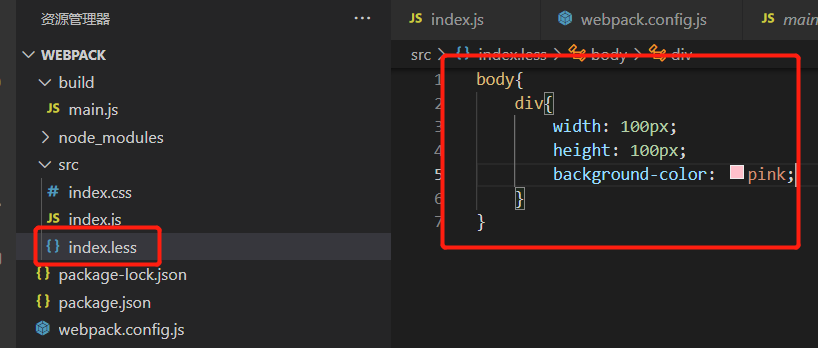 资源管理器 ...
WEBPACK
build
JS main.js
node_modules
src
# index.css
JS index.js
{} index.less
{} package-lock.json
{} package.json
webpack.config.js
JS index.js webpack.config.js JS main
src {} index.less body div
1 body{
2 div{
3 width: 100px;
4 height: 100px;
5 background-color: pink;
6 }
7 }